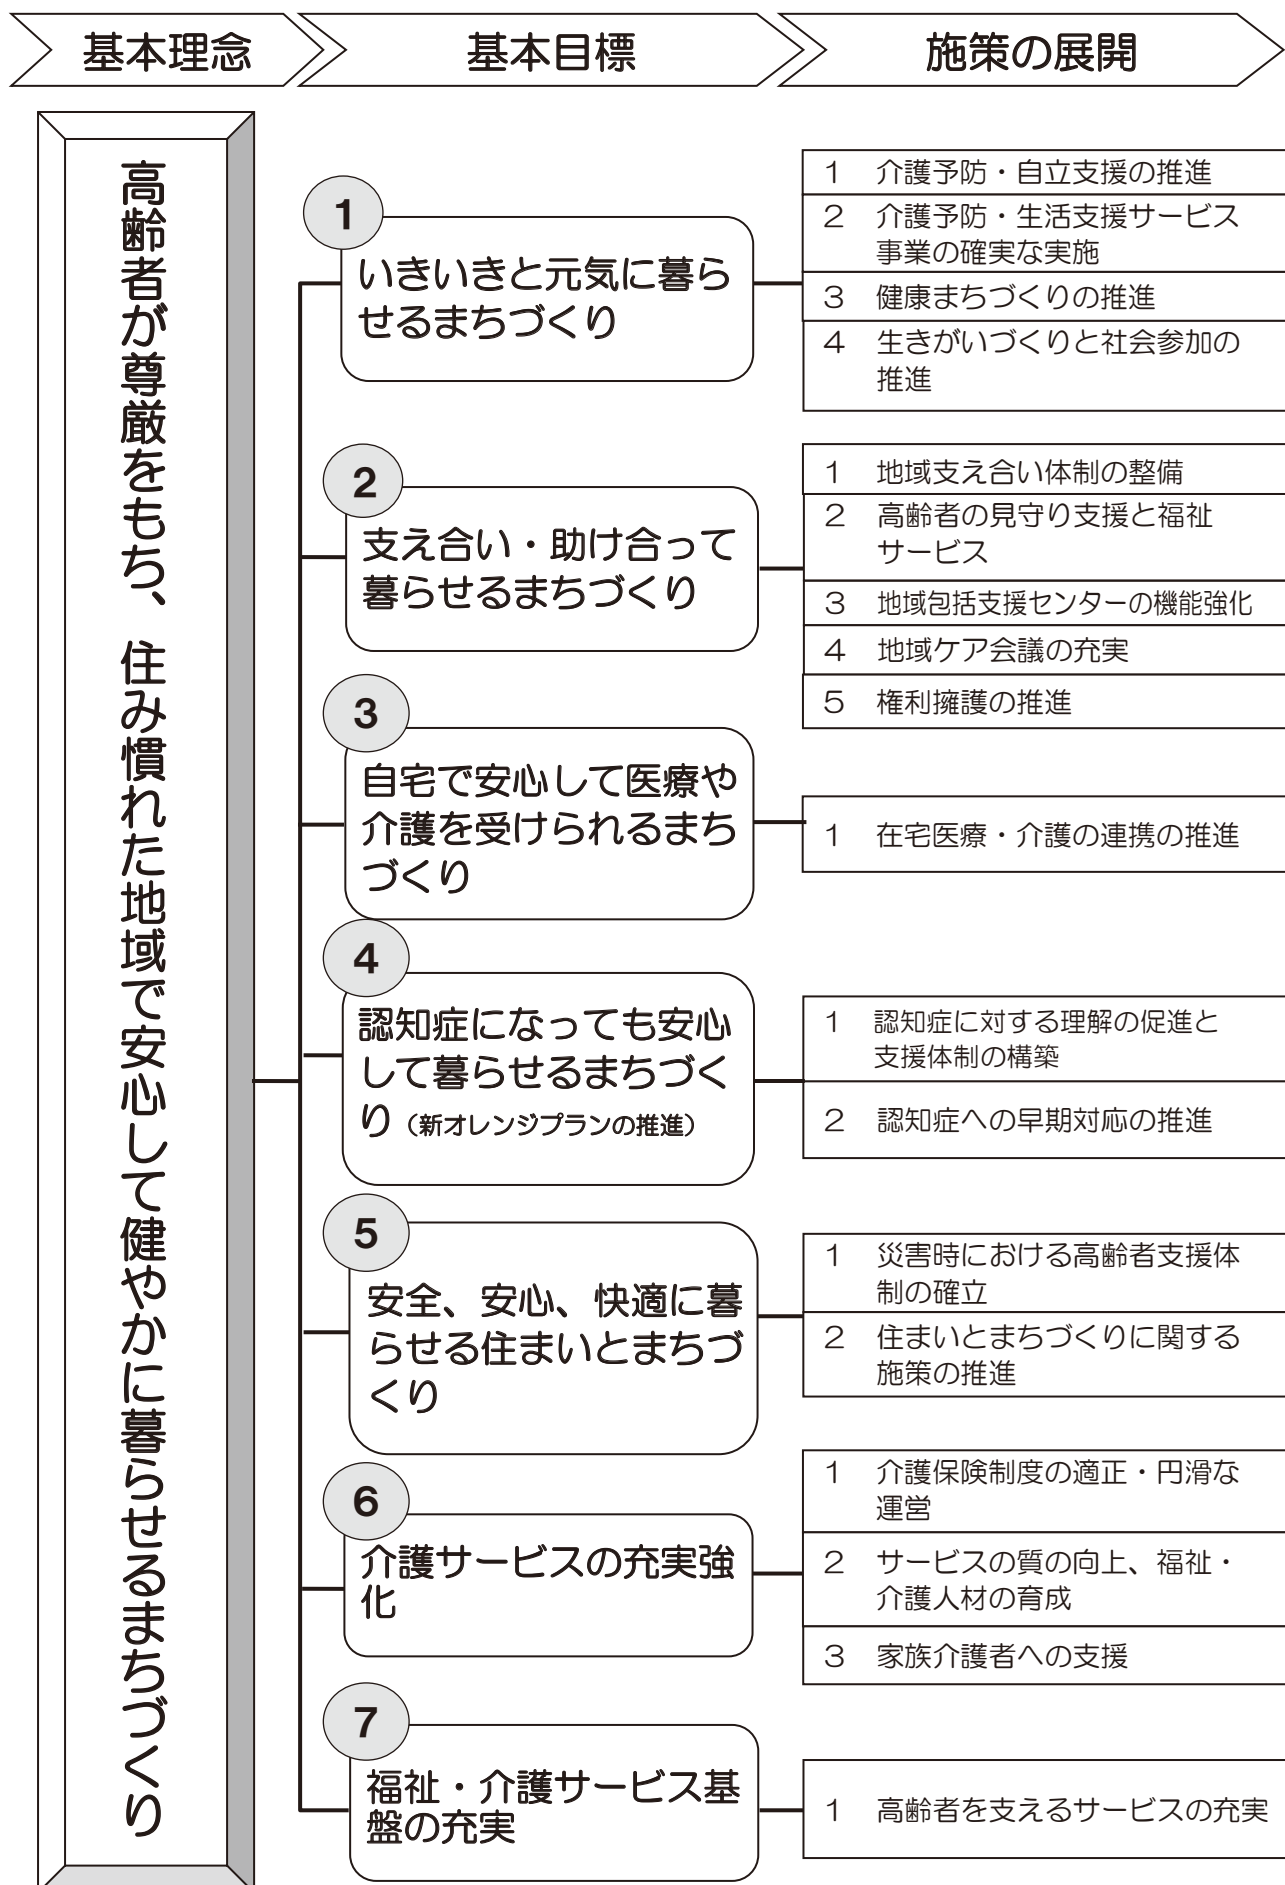 基本理念
基本目標
施策の展開
高齢者が尊厳をもち、住み慣れた地域で安心して健やかに暮らせるまちづくり
1
いきいきと元気に暮ら
せるまちづくり
1 介護予防・自立支援の推進
2 介護予防・生活支援サービス
事業の確実な実施
3 健康まちづくりの推進
4 生きがいづくりと社会参加の
推進
2
支え合い・助け合って
暮らせるまちづくり
1 地域支え合い体制の整備
2 高齢者の見守り支援と福祉
サービス
3 地域包括支援センターの機能強化
4 地域ケア会議の充実
5 権利擁護の推進
3
自宅で安心して医療や
介護を受けられるまち
づくり
1 在宅医療・介護の連携の推進
4
認知症になっても安心
して暮らせるまちづく
り（新オレンジプランの推進）
1 認知症に対する理解の促進と
支援体制の構築
2 認知症への早期対応の推進
5
安全、安心、快適に暮
らせる住まいとまちづ
くり
1 災害時における高齢者支援体
制の確立
2 住まいとまちづくりに関する
施策の推進
6
介護サービスの充実強
化
1 介護保険制度の適正・円滑な
運営
2 サービスの質の向上、福祉・
介護人材の育成
3 家族介護者への支援
7
福祉・介護サービス基
盤の充実
1 高齢者を支えるサービスの充実